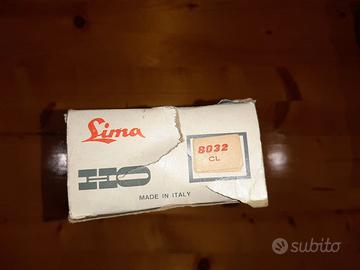 Lima
8032
CL
HO
MADE IN ITALY
subito